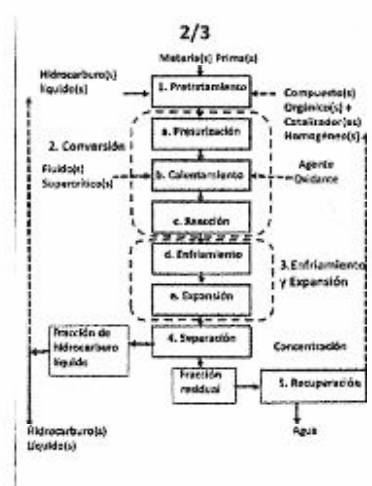 2/3
Materia(s) Prima(s)
Hidrocarburo(s)
líquido(s)
1. Pretratamiento
Compuesto(s)
Orgánico(s) +
Catalizador(es)
Homogéneo(s)
a. Presurización
2. Conversión
Fluido(s)
Supercrítico(s)
b. Calentamiento
Agente
Oxidante
c. Reacción
d. Enfriamiento
3.Enfriamiento
y Expansión
e. Expansión
Fracción de
hidrocarburo
líquido
4. Separación
Concentración
Fracción
residual
5. Recuperación
Hidrocarburo(s)
Líquido(s)
Agua